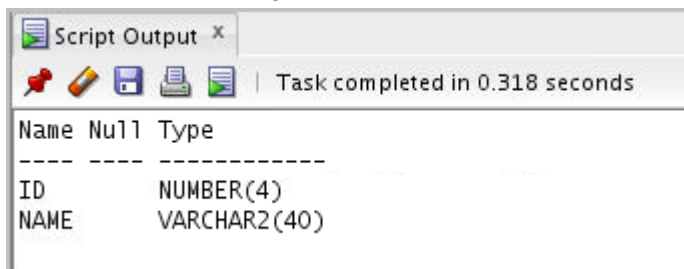 Script Output x
Task completed in 0.318 seconds
Name Null Type
---- ---- ------------
ID        NUMBER(4)
NAME      VARCHAR2(40)